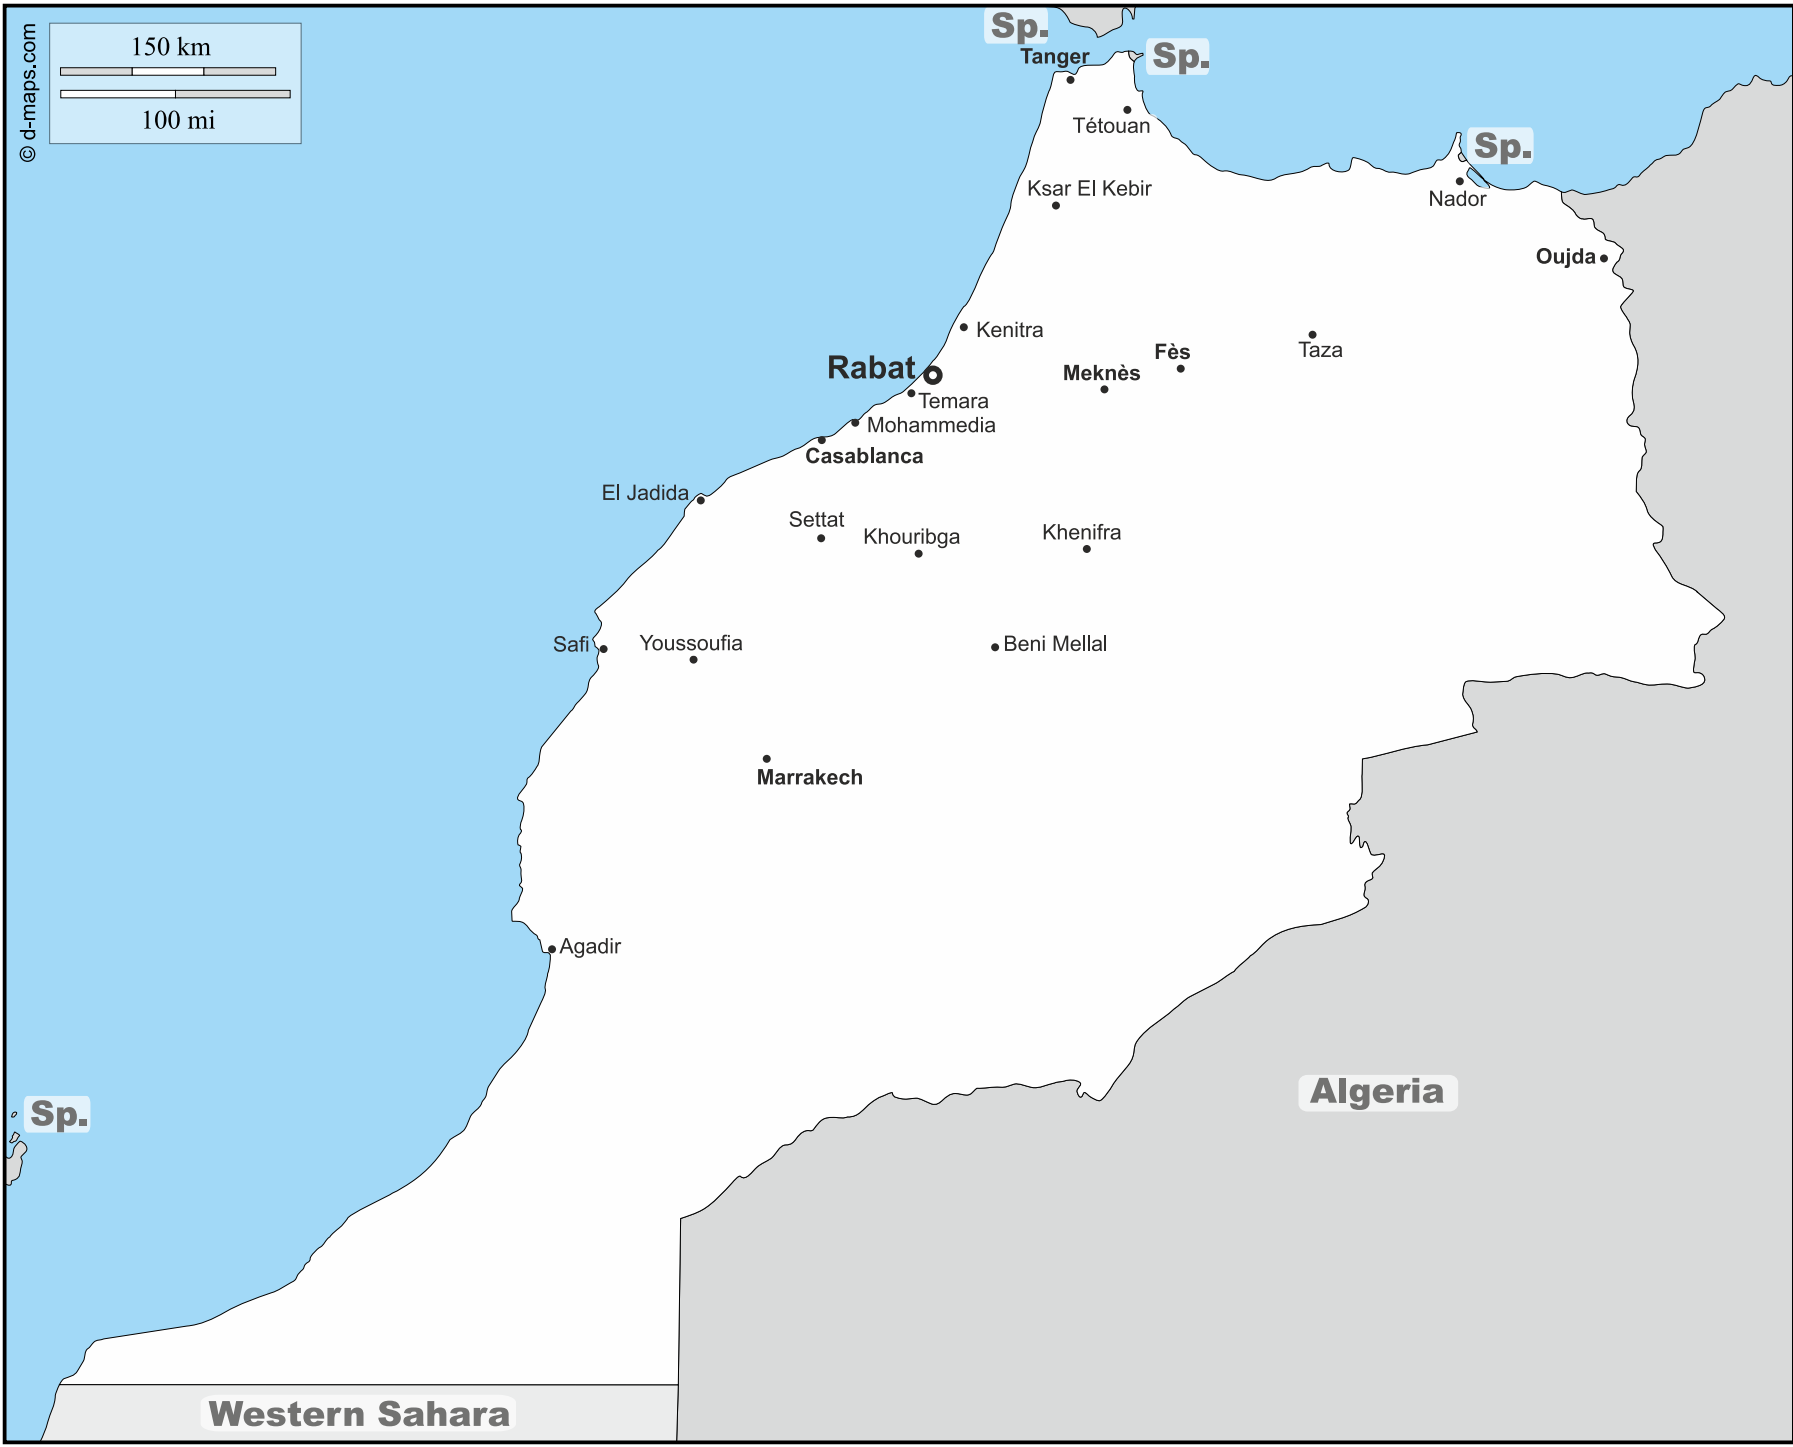 © d-maps.com
150 km
100 mi
Sp.
Tanger
Sp.
Tétouan
Sp.
Ksar El Kebir
Nador
Oujda
Kenitra
Taza
Fès
Rabat
Meknès
Temara
Mohammedia
Casablanca
El Jadida
Settat
Khouribga
Khenifra
Safi
Youssoufia
Beni Mellal
Marrakech
Agadir
Algeria
Sp.
Western Sahara